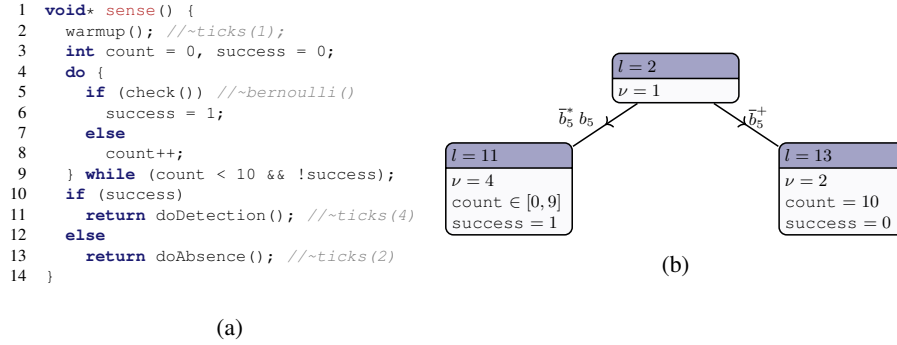 1 void* sense() {
2 warmup(); //~ticks(1);
3 int count = 0, success = 0;
4 do {
5 if (check()) //~bernoulli()
6 success = 1;
7 else
8 count++;
9 } while (count < 10 && !success);
10 if (success)
11 return doDetection(); //~ticks(4)
12 else
13 return doAbsence(); //~ticks(2)
14 }
(a)
l = 2
ν = 1
b̅₅* b₅
b̅₅⁺
l = 11
ν = 4
count ∈ [0, 9]
success = 1
l = 13
ν = 2
count = 10
success = 0
(b)